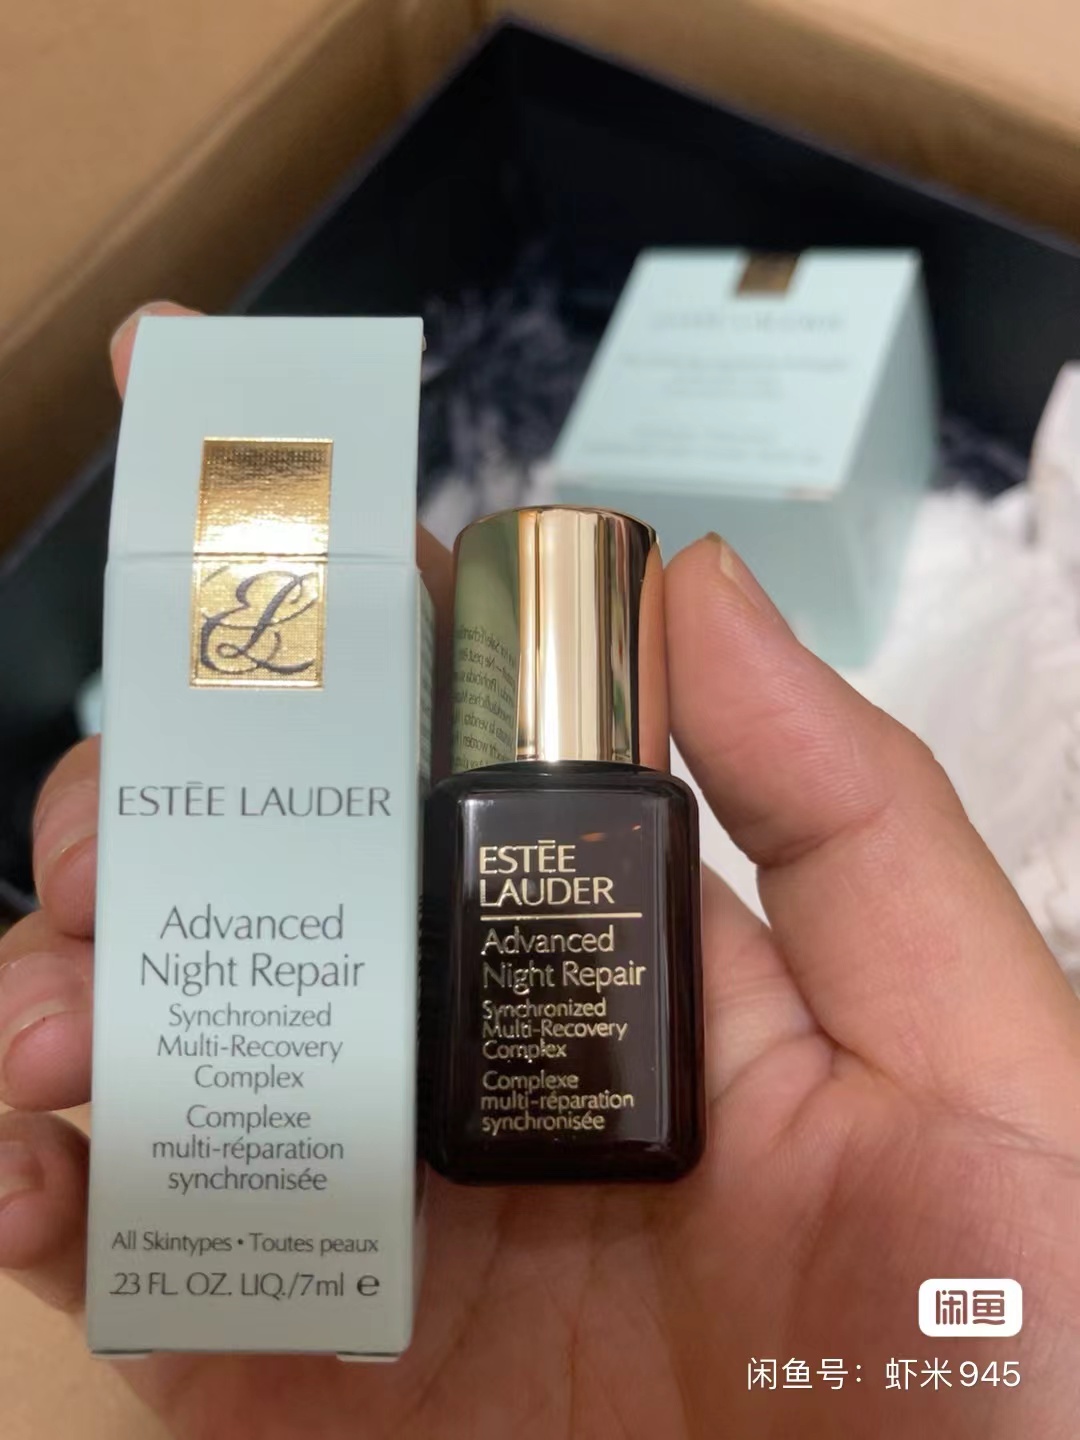 ESTĒE LAUDER
Advanced
Night Repair
Synchronized
Multi-Recovery
Complex
Complexe
multi-réparation
synchronisée
All Skintypes • Toutes peaux
.23 FL. OZ. LIQ./7ml ℮
ESTĒE
LAUDER
Advanced
Night Repair
Synchronized
Multi-Recovery
Complex
Complexe
multi-réparation
synchronisée
闲鱼
闲鱼号：虾米945